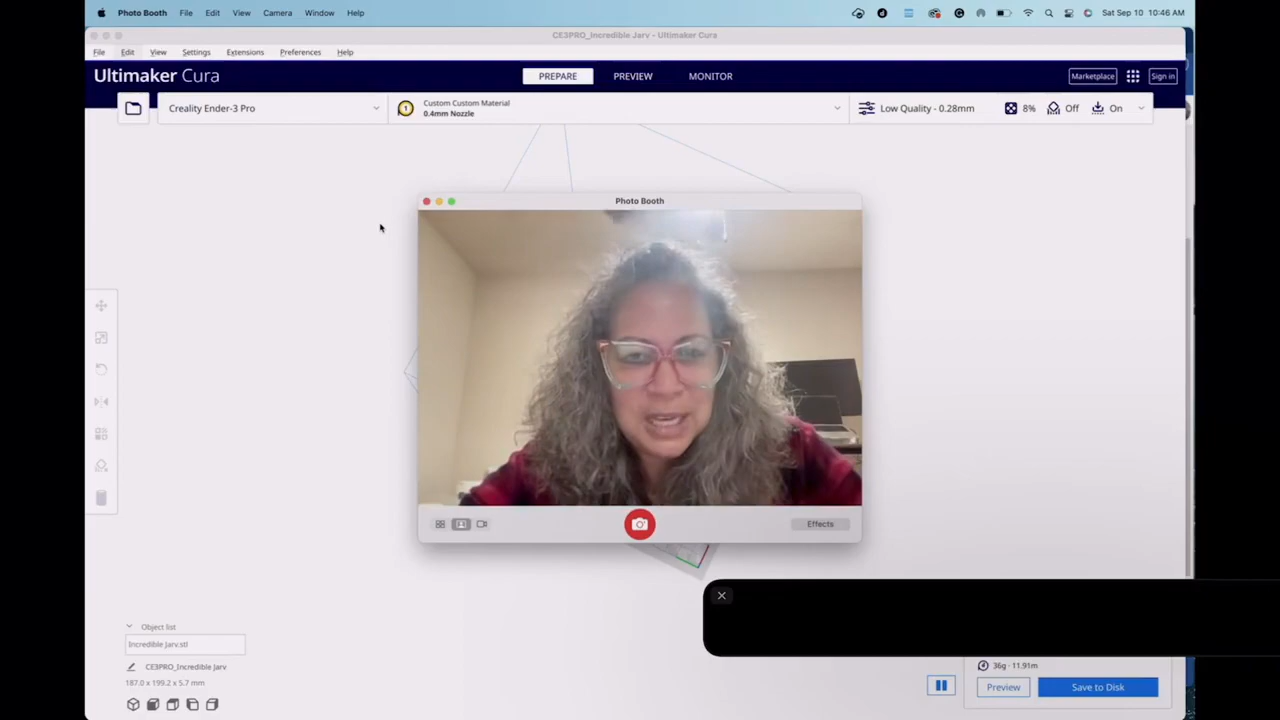 Photo Booth File Edit View Camera Window Help Sat Sep 10 10:46 AM
CE3PRO_Incredible Jarv - Ultimaker Cura
File Edit View Settings Extensions Preferences Help
Ultimaker Cura PREPARE PREVIEW MONITOR Marketplace Sign in
Creality Ender-3 Pro
1
Custom Custom Material
0.4mm Nozzle
Low Quality - 0.28mm 8% Off On
Photo Booth
Effects
Object list
Incredible Jarv.stl
CE3PRO_Incredible Jarv
187.0 x 199.2 x 5.7 mm
36g · 11.91m
Preview Save to Disk